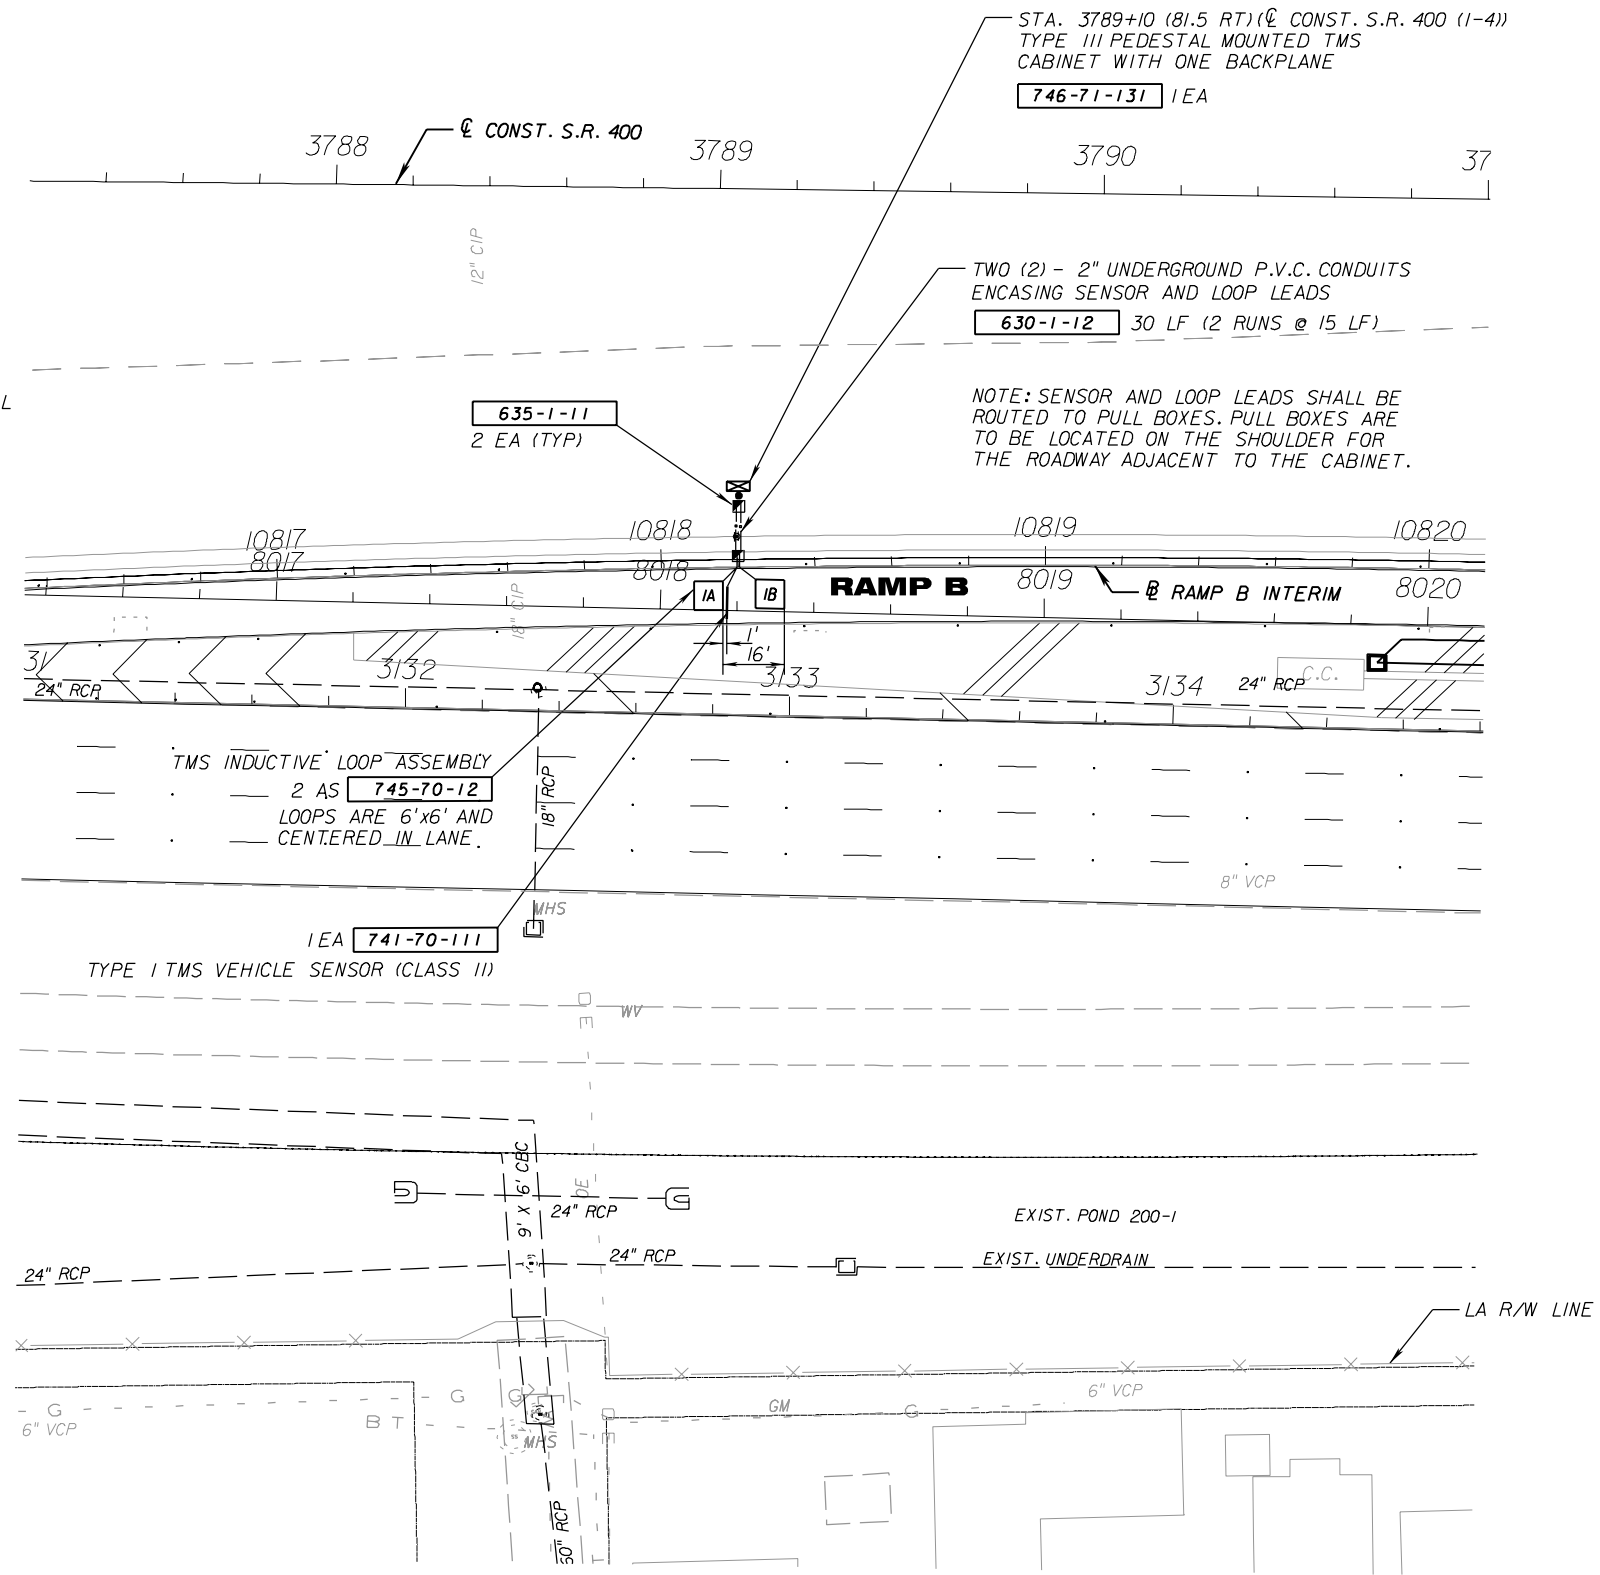 STA. 3789+10 (81.5 RT)(℄ CONST. S.R. 400 (I-4))
TYPE III PEDESTAL MOUNTED TMS
CABINET WITH ONE BACKPLANE
746-71-131 1 EA
℄ CONST. S.R. 400
3788
3789
3790
37
12" CIP
TWO (2) - 2" UNDERGROUND P.V.C. CONDUITS
ENCASING SENSOR AND LOOP LEADS
630-1-12 30 LF (2 RUNS @ 15 LF)
L
635-1-11
2 EA (TYP)
NOTE: SENSOR AND LOOP LEADS SHALL BE
ROUTED TO PULL BOXES. PULL BOXES ARE
TO BE LOCATED ON THE SHOULDER FOR
THE ROADWAY ADJACENT TO THE CABINET.
10817
10818
10819
10820
8017
8018
8019
8020
1A
1B
RAMP B
RAMP B INTERIM
18" CIP
1'
16'
31
3132
3133
3134
24" RCP
24" RCP
C.C.
TMS INDUCTIVE LOOP ASSEMBLY
2 AS 745-70-12
LOOPS ARE 6'x6' AND
CENTERED IN LANE
18" RCP
8" VCP
MHS
1 EA 741-70-111
TYPE I TMS VEHICLE SENSOR (CLASS II)
D E
WV
9' X 6' CBC
OE
24" RCP
EXIST. POND 200-1
24" RCP
24" RCP
EXIST. UNDERDRAIN
LA R/W LINE
G
G
G
G
6" VCP
6" VCP
GM
B T
MHS
E
60" RCP
T